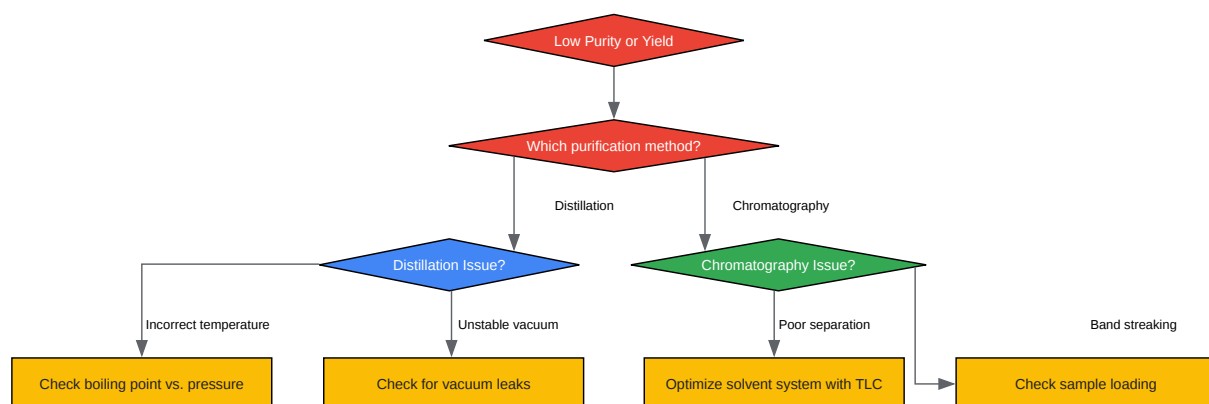 Low Purity or Yield
Which purification method?
Distillation
Chromatography
Distillation Issue?
Chromatography Issue?
Incorrect temperature
Unstable vacuum
Poor separation
Band streaking
Check boiling point vs. pressure
Check for vacuum leaks
Optimize solvent system with TLC
Check sample loading